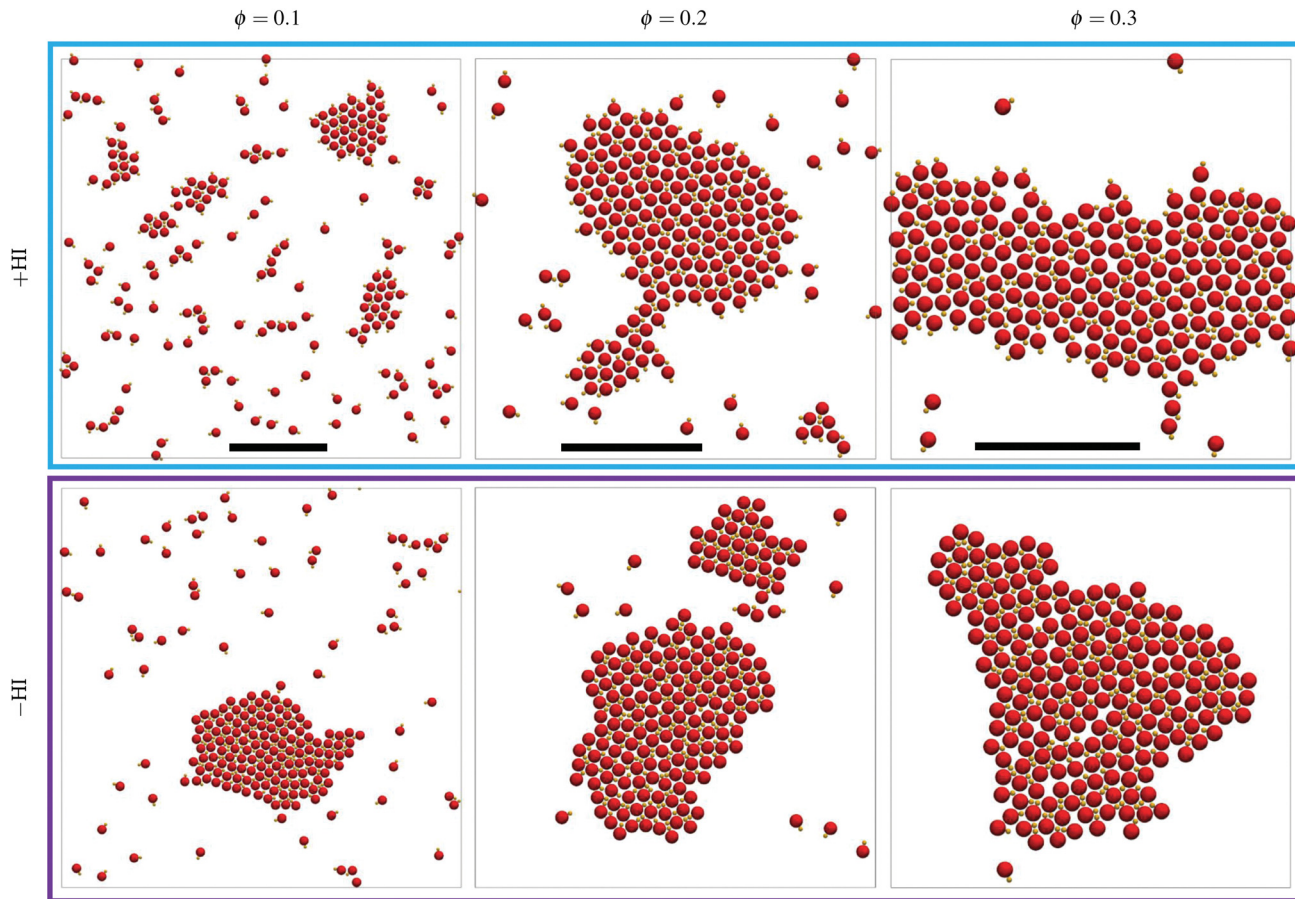 ϕ = 0.1
ϕ = 0.2
ϕ = 0.3
+HI
−HI